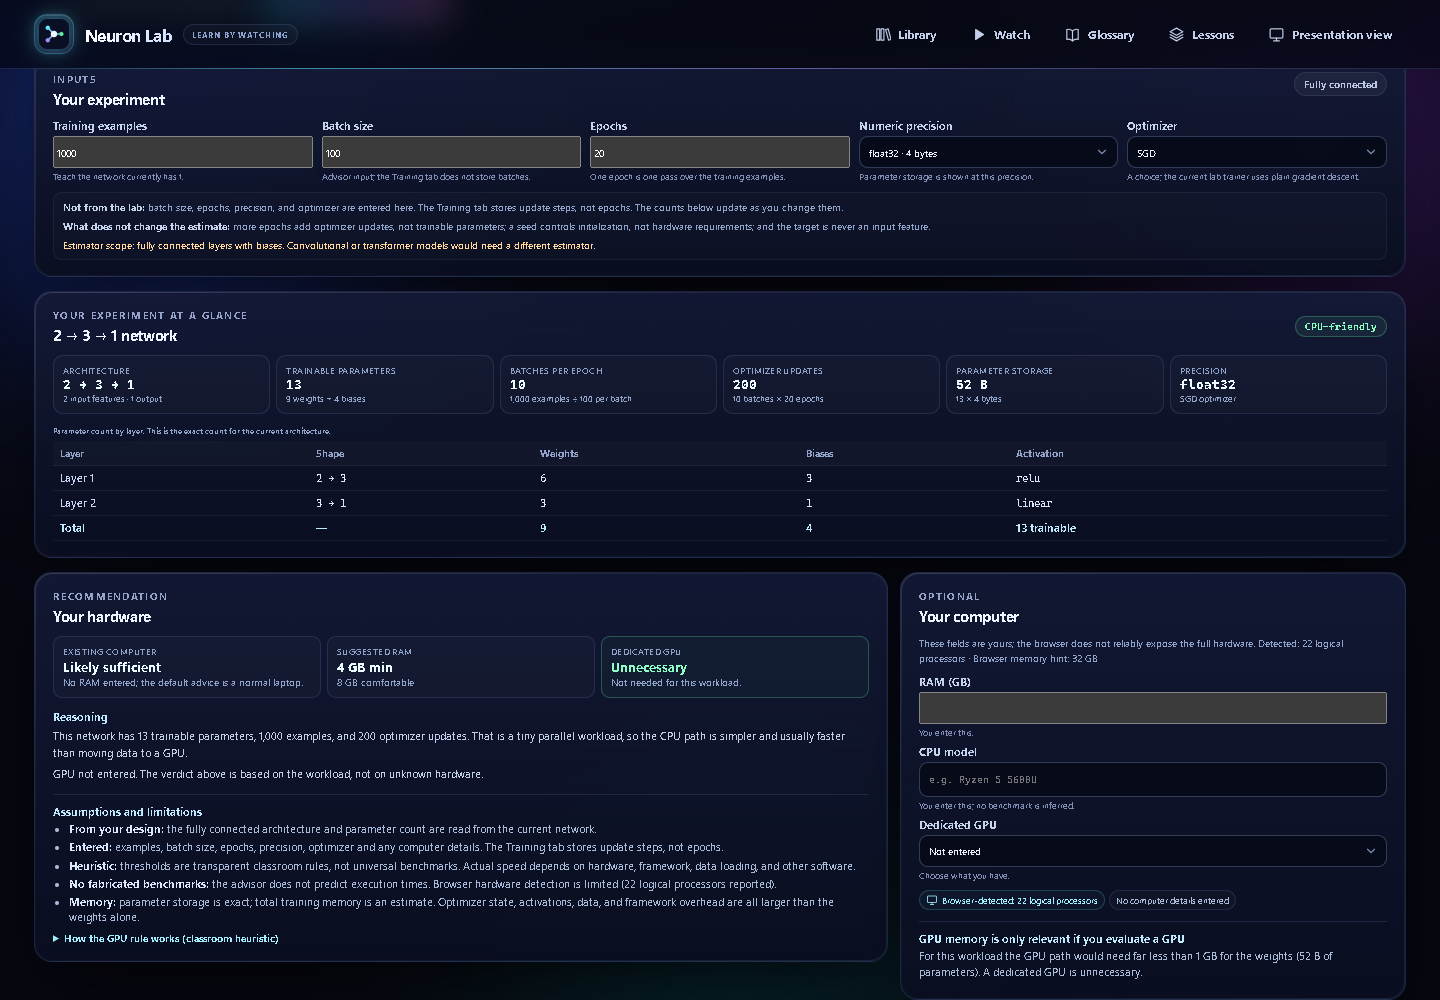 Neuron Lab
LEARN BY WATCHING
Library
Watch
Glossary
Lessons
Presentation view
INPUTS
Your experiment
Fully connected
Training examples
1000
Teach the network currently has 1.
Batch size
100
Advisor input; the Training tab does not store batches.
Epochs
20
One epoch is one pass over the training examples.
Numeric precision
float32 · 4 bytes
Parameter storage is shown at this precision.
Optimizer
SGD
A choice; the current lab trainer uses plain gradient descent.
Not from the lab: batch size, epochs, precision, and optimizer are entered here. The Training tab stores update steps, not epochs. The counts below update as you change them.
What does not change the estimate: more epochs add optimizer updates, not trainable parameters; a seed controls initialization, not hardware requirements; and the target is never an input feature.
Estimator scope: fully connected layers with biases. Convolutional or transformer models would need a different estimator.
YOUR EXPERIMENT AT A GLANCE
2 → 3 → 1 network
CPU-friendly
ARCHITECTURE
2 → 3 → 1
2 input features · 1 output
TRAINABLE PARAMETERS
13
9 weights + 4 biases
BATCHES PER EPOCH
10
1,000 examples ÷ 100 per batch
OPTIMIZER UPDATES
200
10 batches × 20 epochs
PARAMETER STORAGE
52 B
13 × 4 bytes
PRECISION
float32
SGD optimizer
Parameter count by layer. This is the exact count for the current architecture.
Layer Shape Weights Biases Activation
Layer 1 2 → 3 6 3 relu
Layer 2 3 → 1 3 1 linear
Total — 9 4 13 trainable
RECOMMENDATION
Your hardware
EXISTING COMPUTER
Likely sufficient
No RAM entered; the default advice is a normal laptop.
SUGGESTED RAM
4 GB min
8 GB comfortable
DEDICATED GPU
Unnecessary
Not needed for this workload.
Reasoning
This network has 13 trainable parameters, 1,000 examples, and 200 optimizer updates. That is a tiny parallel workload, so the CPU path is simpler and usually faster
than moving data to a GPU.
GPU not entered. The verdict above is based on the workload, not on unknown hardware.
Assumptions and limitations
• From your design: the fully connected architecture and parameter count are read from the current network.
• Entered: examples, batch size, epochs, precision, optimizer and any computer details. The Training tab stores update steps, not epochs.
• Heuristic: thresholds are transparent classroom rules, not universal benchmarks. Actual speed depends on hardware, framework, data loading, and other software.
• No fabricated benchmarks: the advisor does not predict execution times. Browser hardware detection is limited (22 logical processors reported).
• Memory: parameter storage is exact; total training memory is an estimate. Optimizer state, activations, data, and framework overhead are all larger than the
weights alone.
How the GPU rule works (classroom heuristic)
OPTIONAL
Your computer
These fields are yours; the browser does not reliably expose the full hardware. Detected: 22 logical
processors · Browser memory hint: 32 GB
RAM (GB)
You enter this.
CPU model
e.g. Ryzen 5 5600U
You enter this; no benchmark is inferred.
Dedicated GPU
Not entered
Choose what you have.
Browser-detected: 22 logical processors
No computer details entered
GPU memory is only relevant if you evaluate a GPU
For this workload the GPU path would need far less than 1 GB for the weights (52 B of
parameters). A dedicated GPU is unnecessary.